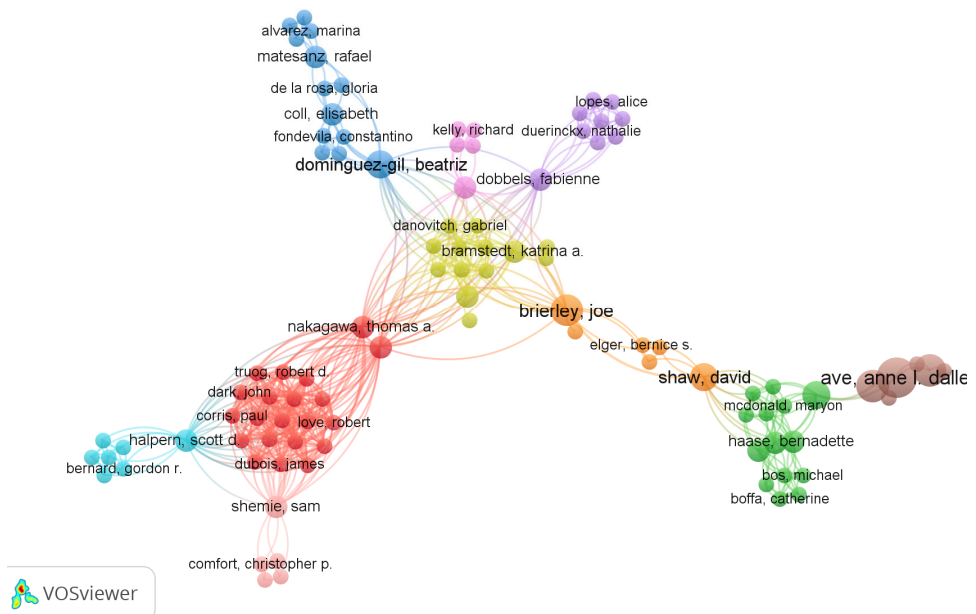 alvarez, marina
matesanz, rafael
de la rosa, gloria
coll, elisabeth
fondevila, constantino
dominguez-gil, beatriz
kelly, richard
lopes, alice
duerinckx, nathalie
dobbels, fabienne
danovitch, gabriel
bramstedt, katrina a.
brierley, joe
nakagawa, thomas a.
elger, bernice s.
shaw, david
ave, anne l. dalle
truog, robert d.
dark, john
corris, paul
love, robert
mcdonald, maryon
halpern, scott d.
haase, bernadette
bernard, gordon r.
dubois, james
bos, michael
boffa, catherine
shemie, sam
comfort, christopher p.
VOSviewer